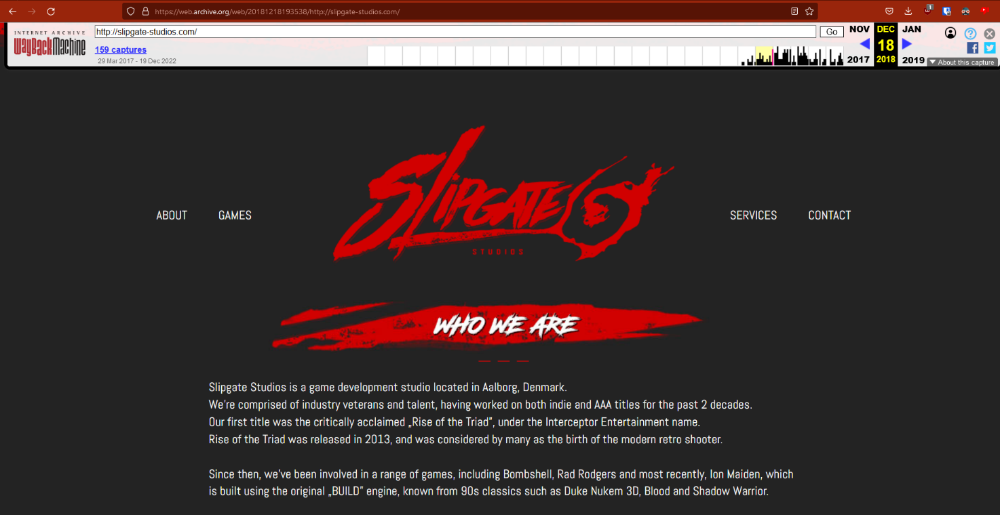 https://web.archive.org/web/20181218193538/http://slipgate-studios.com/
1
INTERNET ARCHIVE
WayBackMachine
http://slipgate-studios.com/
Go
NOV
DEC
JAN
159 captures
18
29 Mar 2017 - 19 Dec 2022
2017
2018
2019
About this capture
SLIPGATE
STUDIOS
ABOUT
GAMES
SERVICES
CONTACT
WHO WE ARE
Slipgate Studios is a game development studio located in Aalborg, Denmark.
We're comprised of industry veterans and talent, having worked on both indie and AAA titles for the past 2 decades.
Our first title was the critically acclaimed „Rise of the Triad”, under the Interceptor Entertainment name.
Rise of the Triad was released in 2013, and was considered by many as the birth of the modern retro shooter.
Since then, we've been involved in a range of games, including Bombshell, Rad Rodgers and most recently, Ion Maiden, which
is built using the original „BUILD” engine, known from 90s classics such as Duke Nukem 3D, Blood and Shadow Warrior.